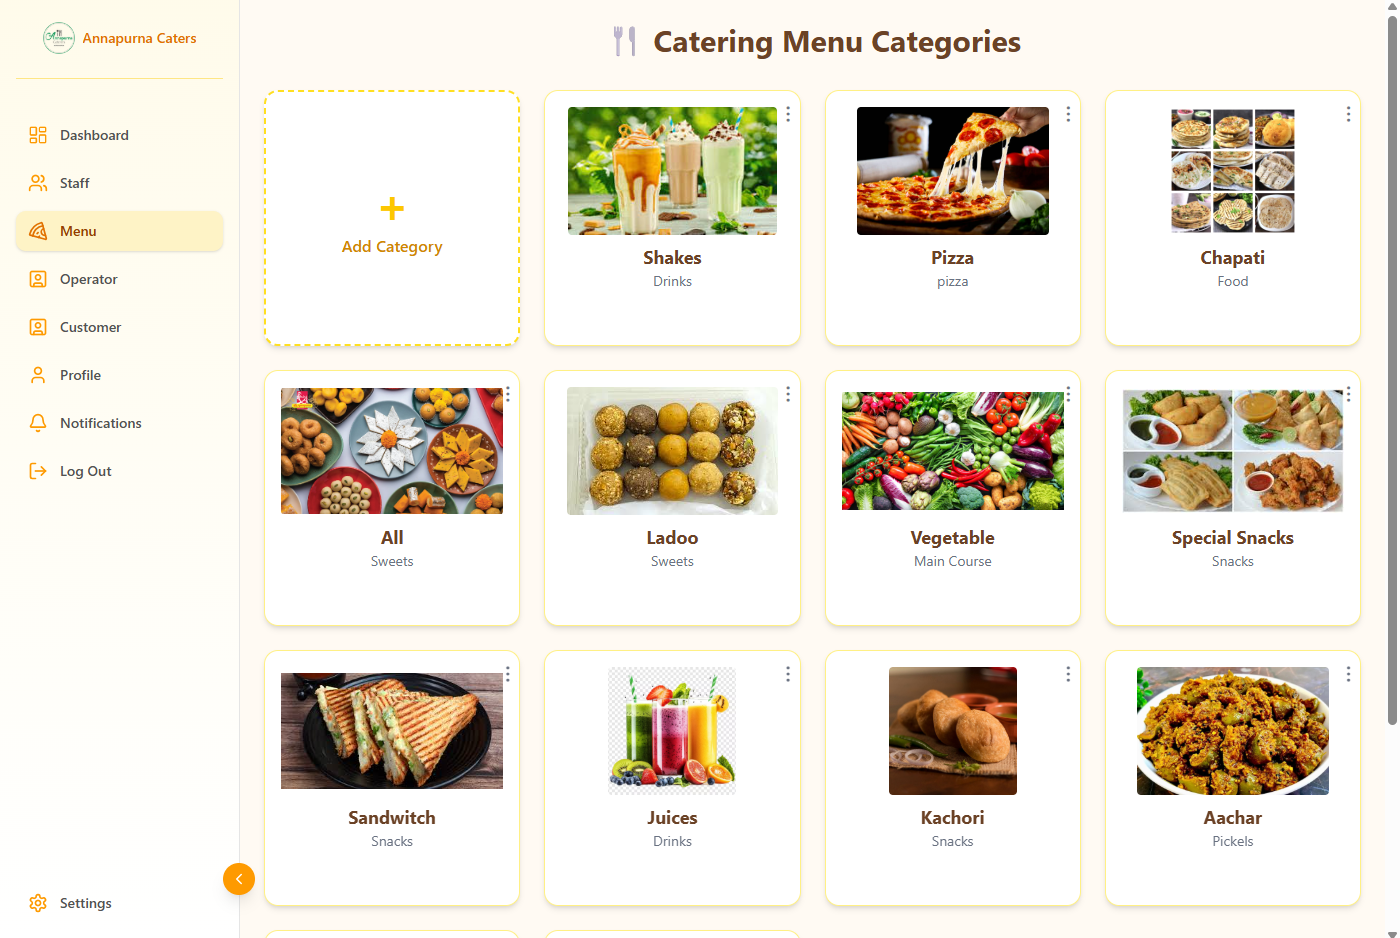 Annapurna Caters
Dashboard
Staff
Menu
Operator
Customer
Profile
Notifications
Log Out
Settings
Catering Menu Categories
Add Category
Shakes
Drinks
Pizza
pizza
Chapati
Food
All
Sweets
Ladoo
Sweets
Vegetable
Main Course
Special Snacks
Snacks
Sandwitch
Snacks
Juices
Drinks
Kachori
Snacks
Aachar
Pickels